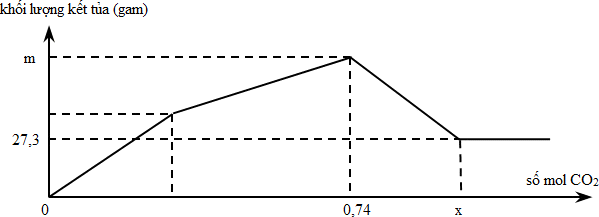 khối lượng kết tủa (gam)
m
27,3
số mol CO2
0
0,74
x